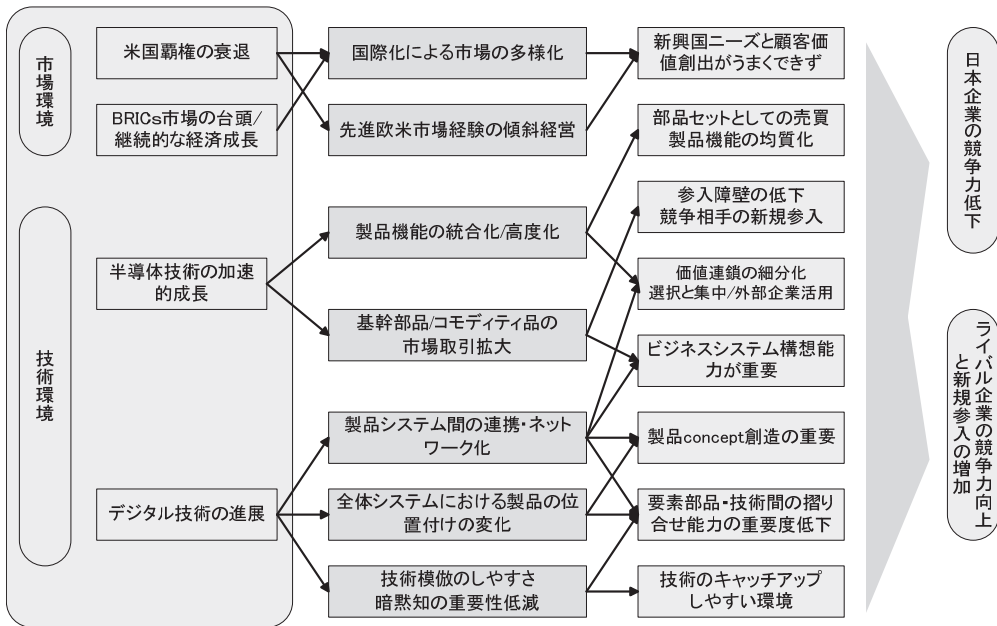 市場環境
米国覇権の衰退
BRICs市場の台頭/
継続的な経済成長
技術環境
半導体技術の加速
的成長
デジタル技術の進展
国際化による市場の多様化
先進欧米市場経験の傾斜経営
製品機能の統合化/高度化
基幹部品/コモディティ品の
市場取引拡大
製品システム間の連携・ネット
ワーク化
全体システムにおける製品の位
置付けの変化
技術模倣のしやすさ
暗黙知の重要性低減
新興国ニーズと顧客価
値創出がうまくできず
部品セットとしての売買
製品機能の均質化
参入障壁の低下
競争相手の新規参入
価値連鎖の細分化
選択と集中/外部企業活用
ビジネスシステム構想能
力が重要
製品concept創造の重要
要素部品・技術間の摺り
合せ能力の重要度低下
技術のキャッチアップ
しやすい環境
日本企業の競争力低下
ライバル企業の競争力向上
と新規参入の増加